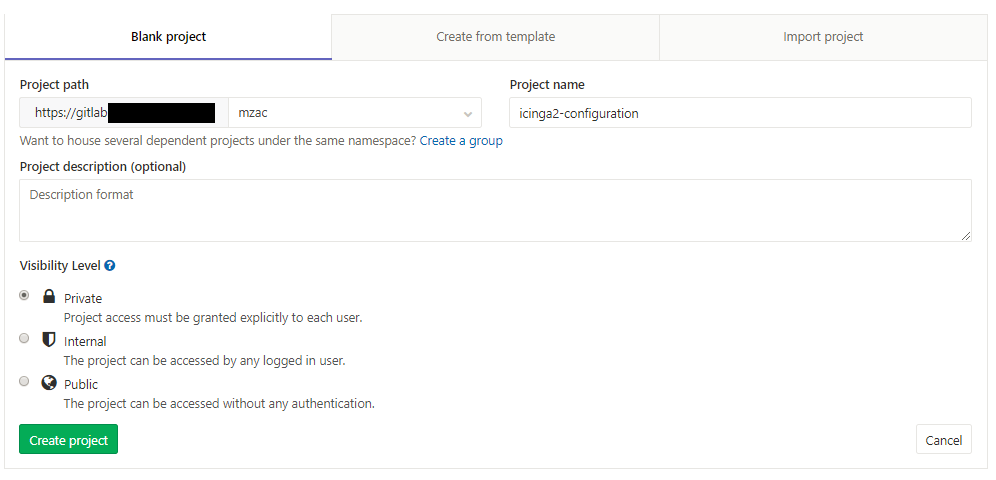 Blank project
Create from template
Import project
Project path
Project name
https://gitlab
mzac
icinga2-configuration
Want to house several dependent projects under the same namespace? Create a group
Project description (optional)
Description format
Visibility Level
Private
Project access must be granted explicitly to each user.
Internal
The project can be accessed by any logged in user.
Public
The project can be accessed without any authentication.
Create project
Cancel